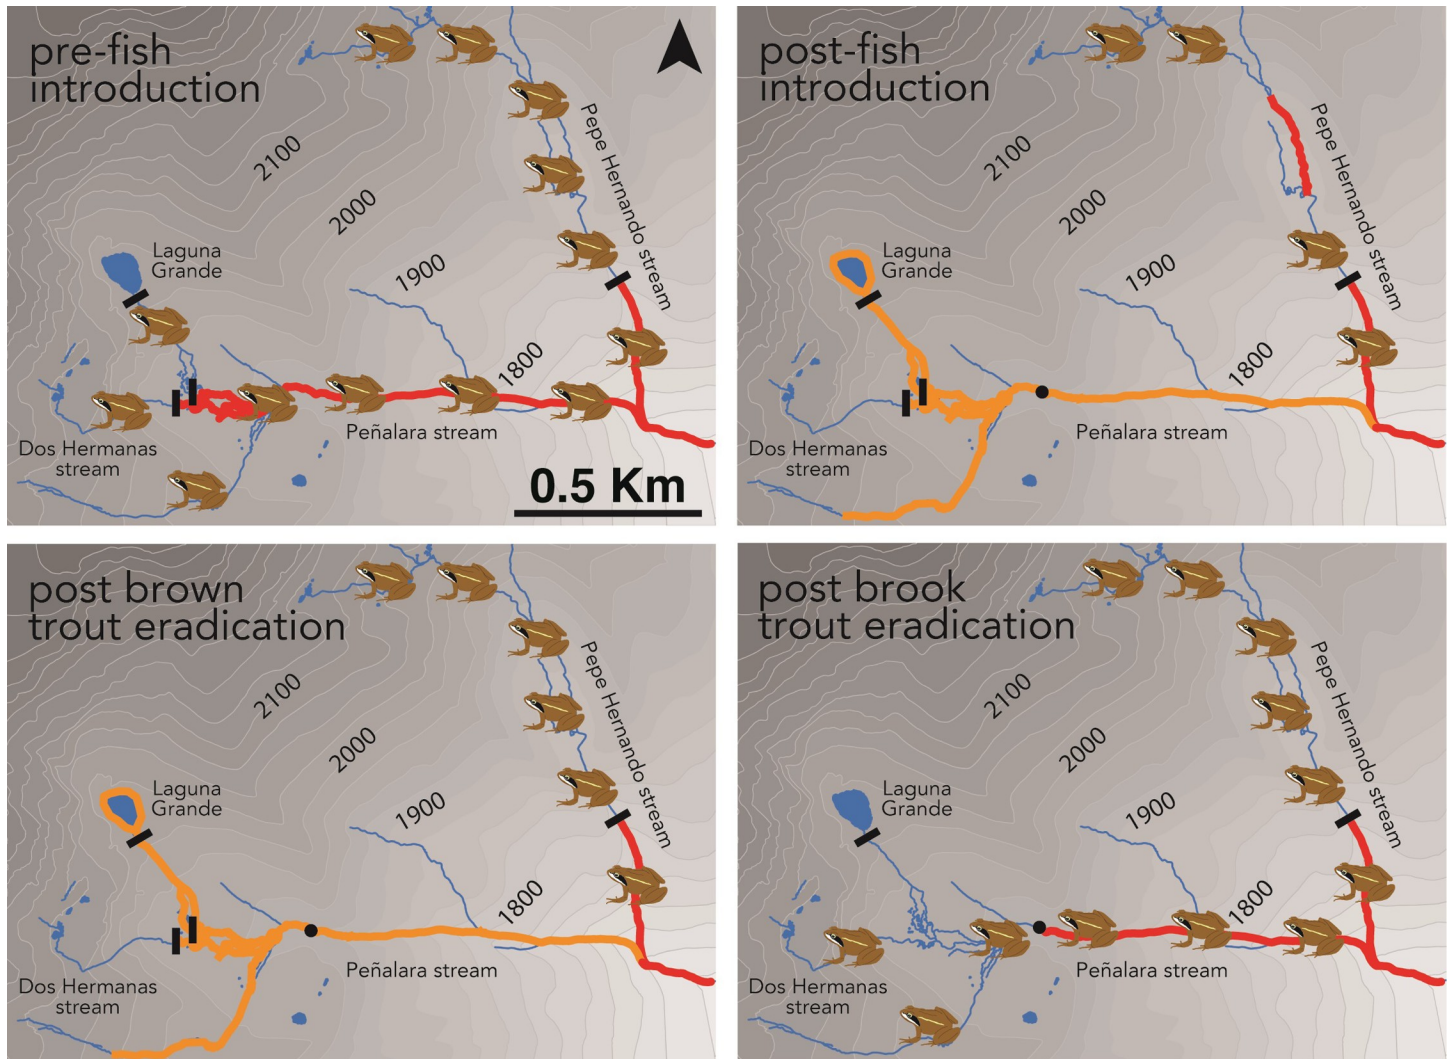 pre-fish
introduction
2100
2000
1900
1800
Pepe Hernando stream
Laguna
Grande
Dos Hermanas
stream
Peñalara stream
0.5 Km
post-fish
introduction
2100
2000
1900
1800
Pepe Hernando stream
Laguna
Grande
Dos Hermanas
stream
Peñalara stream
post brown
trout eradication
2100
2000
1900
1800
Pepe Hernando stream
Laguna
Grande
Dos Hermanas
stream
Peñalara stream
post brook
trout eradication
2100
2000
1900
1800
Pepe Hernando stream
Laguna
Grande
Dos Hermanas
stream
Peñalara stream